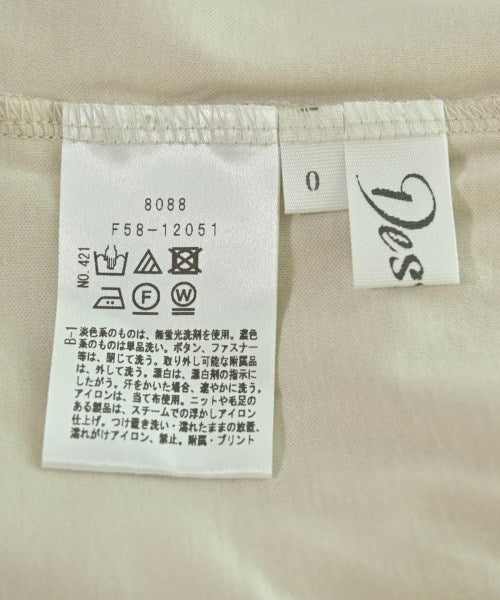 8088
F58-12051
NO.421
F
W
B-1
淡色系のものは、無蛍光洗剤を使用。濃色
系のものは単品洗い。ボタン、ファスナー
等は、閉じて洗う。取り外し可能な附属品
は、外して洗う。漂白は、漂白剤の指示に
したがう。汗をかいた場合、速やかに洗う。
アイロンは、当て布使用。ニットや毛足の
ある製品は、スチームでの浮かしアイロン
仕上げ。つけ置き洗い・濡れたままの放置、
濡れがけアイロン、禁止。附属・プリント
0
Des